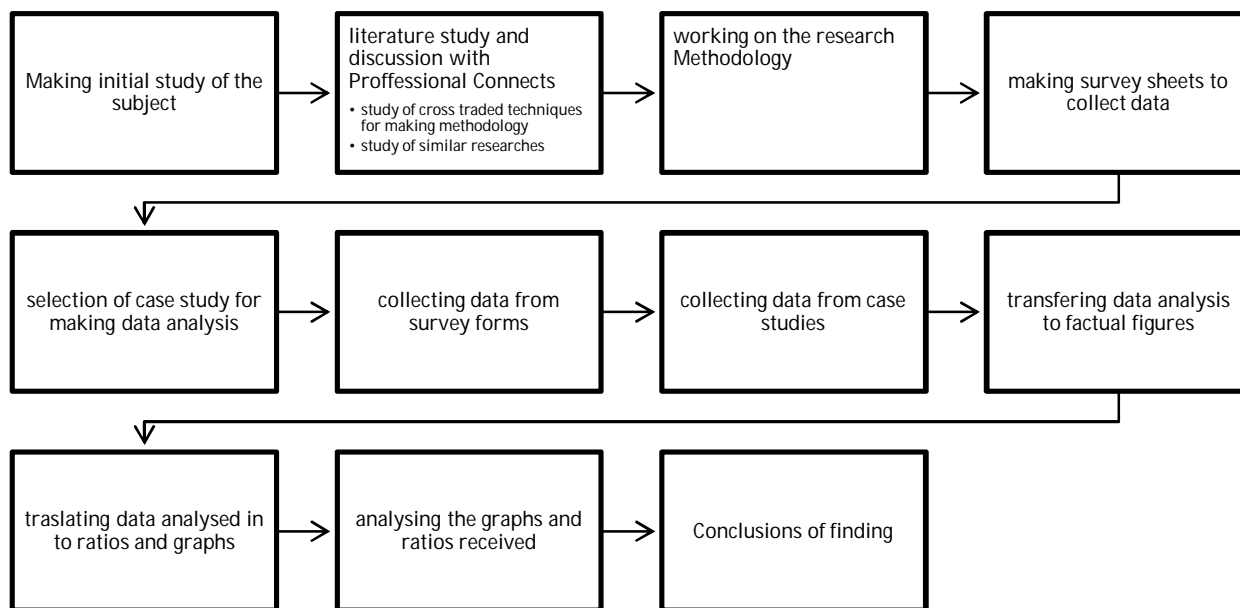 Making initial study of the
subject
literature study and
discussion with
Proffessional Connects
• study of cross traded techniques
for making methodology
• study of similar researches
working on the research
Methodology
making survey sheets to
collect data
selection of case study for
making data analysis
collecting data from
survey forms
collecting data from case
studies
transfering data analysis
to factual figures
traslating data analysed in
to ratios and graphs
analysing the graphs and
ratios received
Conclusions of finding